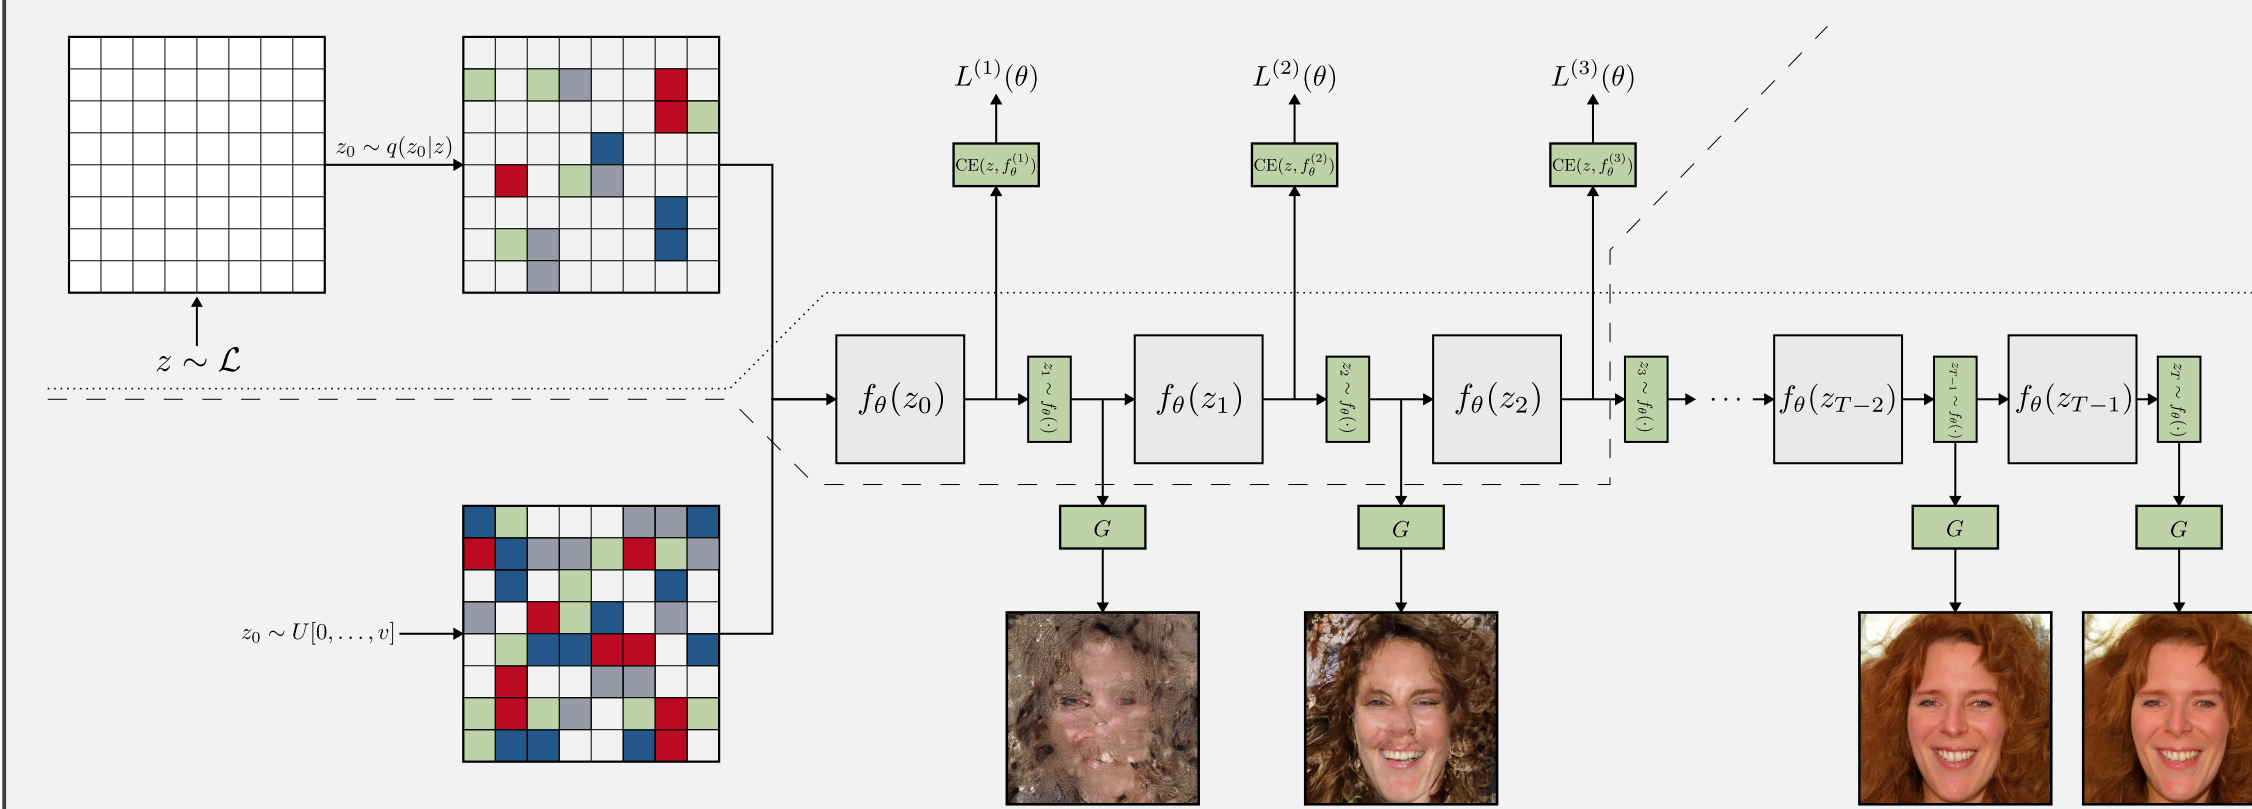 L^{(1)}(θ) L^{(2)}(θ) L^{(3)}(θ)
z_0 ∼ q(z_0|z)
CE(z, f_θ^{(1)}) CE(z, f_θ^{(2)}) CE(z, f_θ^{(3)})
z ∼ ℒ
f_θ(z_0) z_1 ∼ f_θ(·) f_θ(z_1) z_2 ∼ f_θ(·) f_θ(z_2) z_3 ∼ f_θ(·) ··· f_θ(z_{T−2}) z_{T−1} ∼ f_θ(·) f_θ(z_{T−1}) z_T ∼ f_θ(·)
G G G G
z_0 ∼ U[0, …, v]